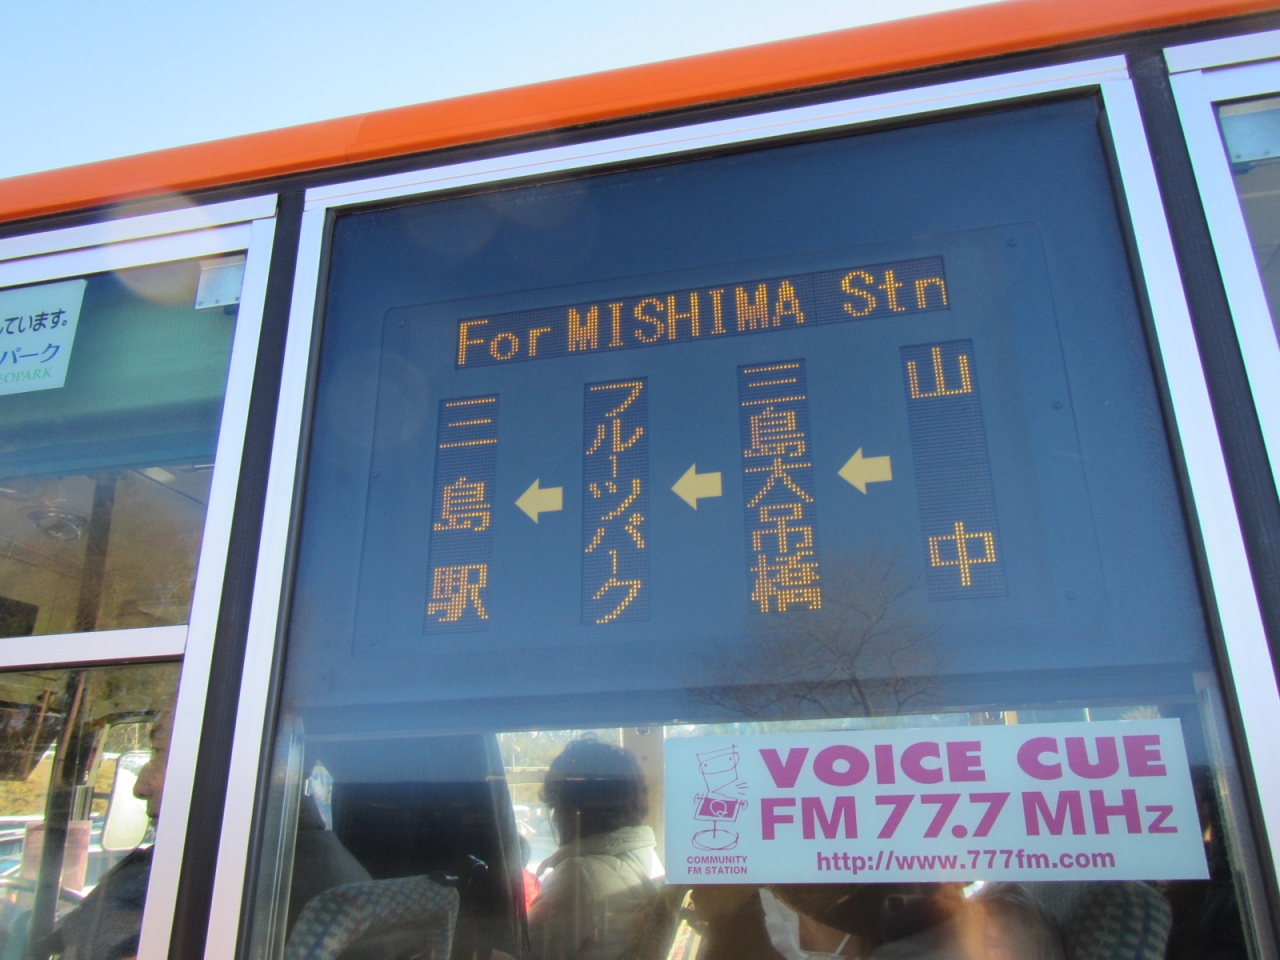 For MISHIMA Stn
山中
三島大吊橋
フルーツパーク
三島駅
ています。
パーク
EOPARK
VOICE CUE
FM 77.7 MHz
http://www.777fm.com
COMMUNITY
FM STATION